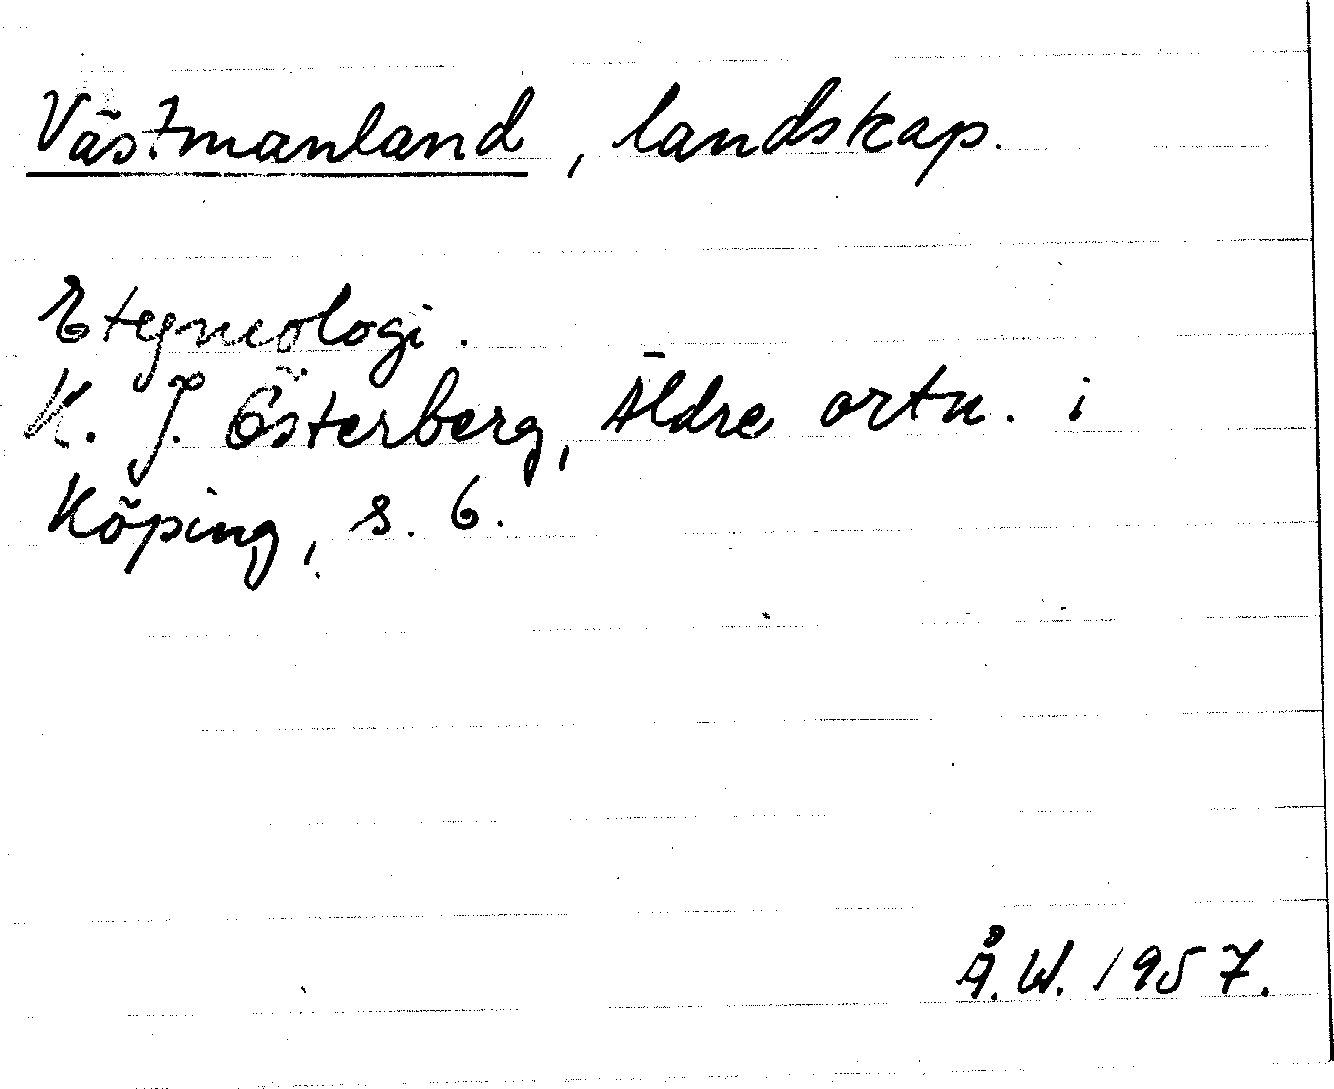 Västmanland, landskap.
Etymologi.
K. J. Österberg, Äldre ortn. i
Köping, s. 6.
Å. W. 1957.